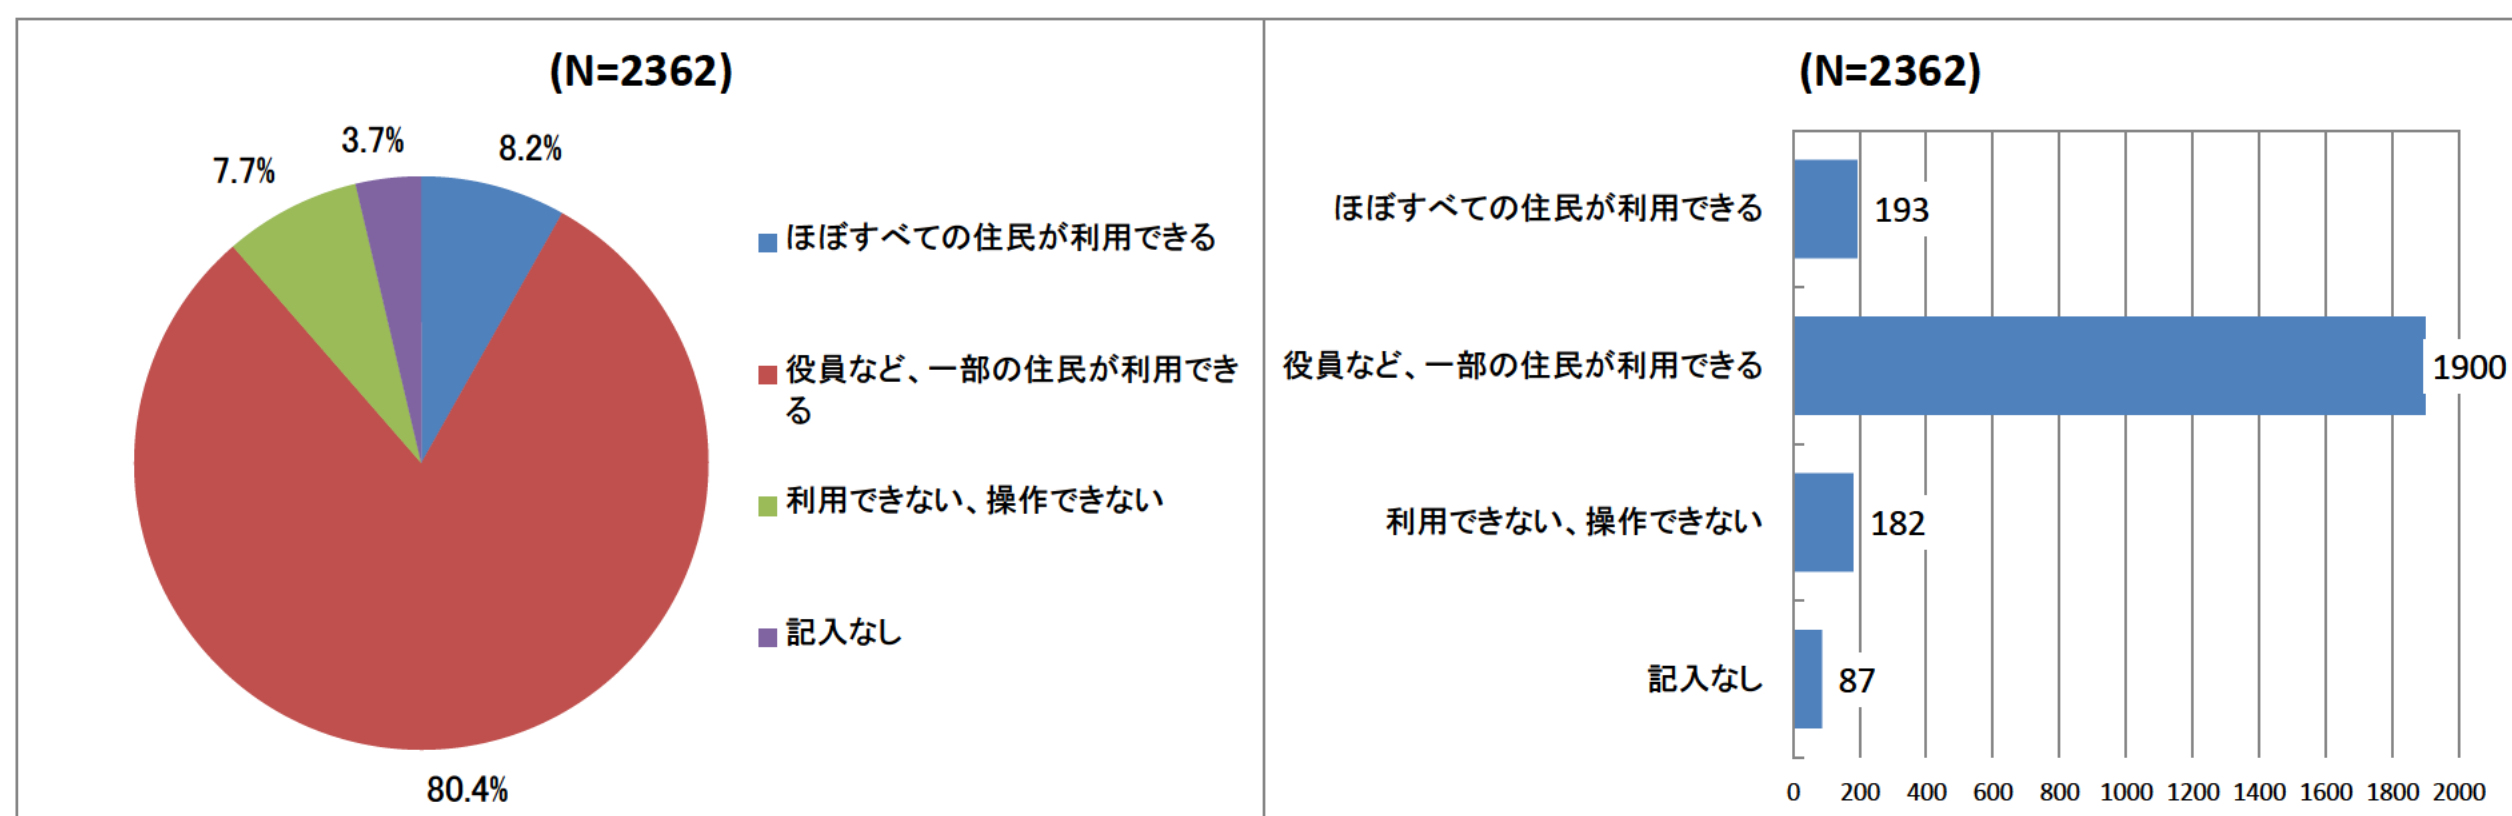 (N=2362)
3.7%
8.2%
7.7%
ほぼすべての住民が利用できる
役員など、一部の住民が利用でき
る
利用できない、操作できない
記入なし
80.4%
(N=2362)
ほぼすべての住民が利用できる
193
役員など、一部の住民が利用できる
1900
利用できない、操作できない
182
記入なし
87
0 200 400 600 800 1000 1200 1400 1600 1800 2000